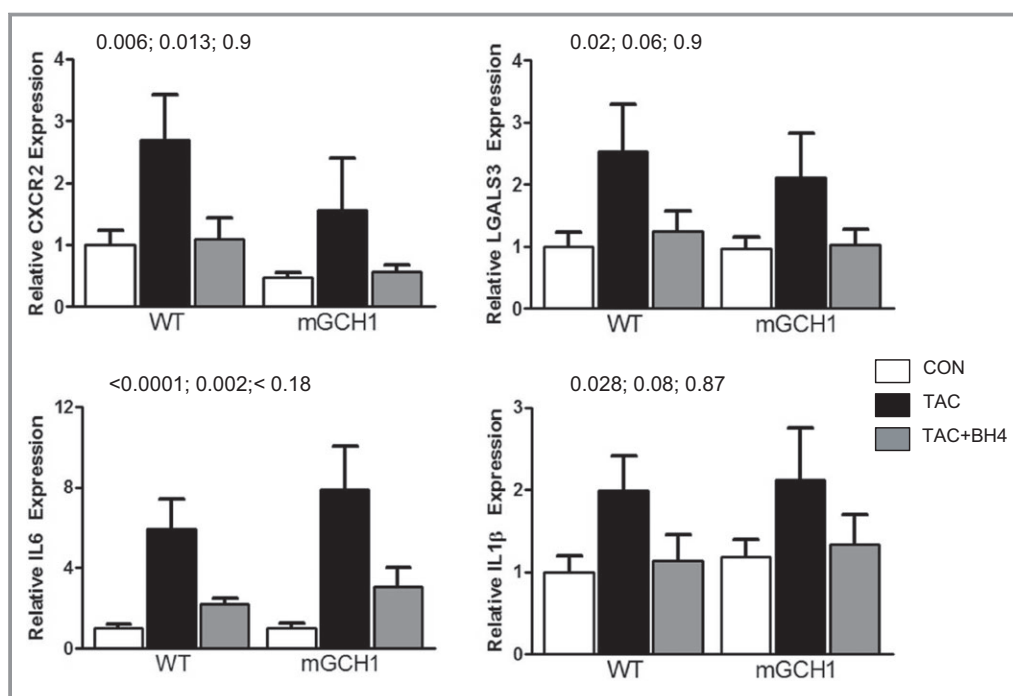 0.006; 0.013; 0.9
Relative CXCR2 Expression
4
3
2
1
0
WT
mGCH1
0.02; 0.06; 0.9
Relative LGALS3 Expression
4
3
2
1
0
WT
mGCH1
<0.0001; 0.002;< 0.18
Relative IL6 Expression
12
8
4
0
WT
mGCH1
0.028; 0.08; 0.87
Relative IL1β Expression
3
2
1
0
WT
mGCH1
CON
TAC
TAC+BH4